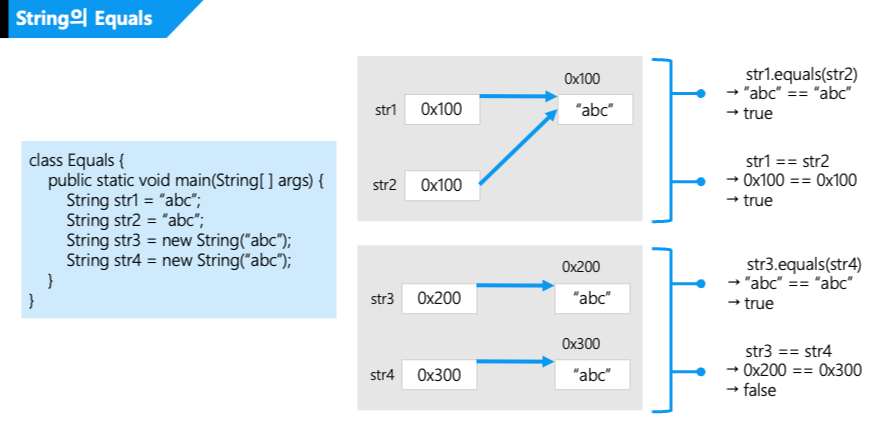 String의 Equals
class Equals {
public static void main(String[ ] args) {
String str1 = “abc”;
String str2 = “abc”;
String str3 = new String(“abc”);
String str4 = new String(“abc”);
}
}
0x100
str1 0x100 “abc”
str2 0x100
str1.equals(str2)
→ ”abc” == “abc”
→ true
str1 == str2
→ 0x100 == 0x100
→ true
0x200
str3 0x200 “abc”
0x300
str4 0x300 “abc”
str3.equals(str4)
→ ”abc” == “abc”
→ true
str3 == str4
→ 0x200 == 0x300
→ false